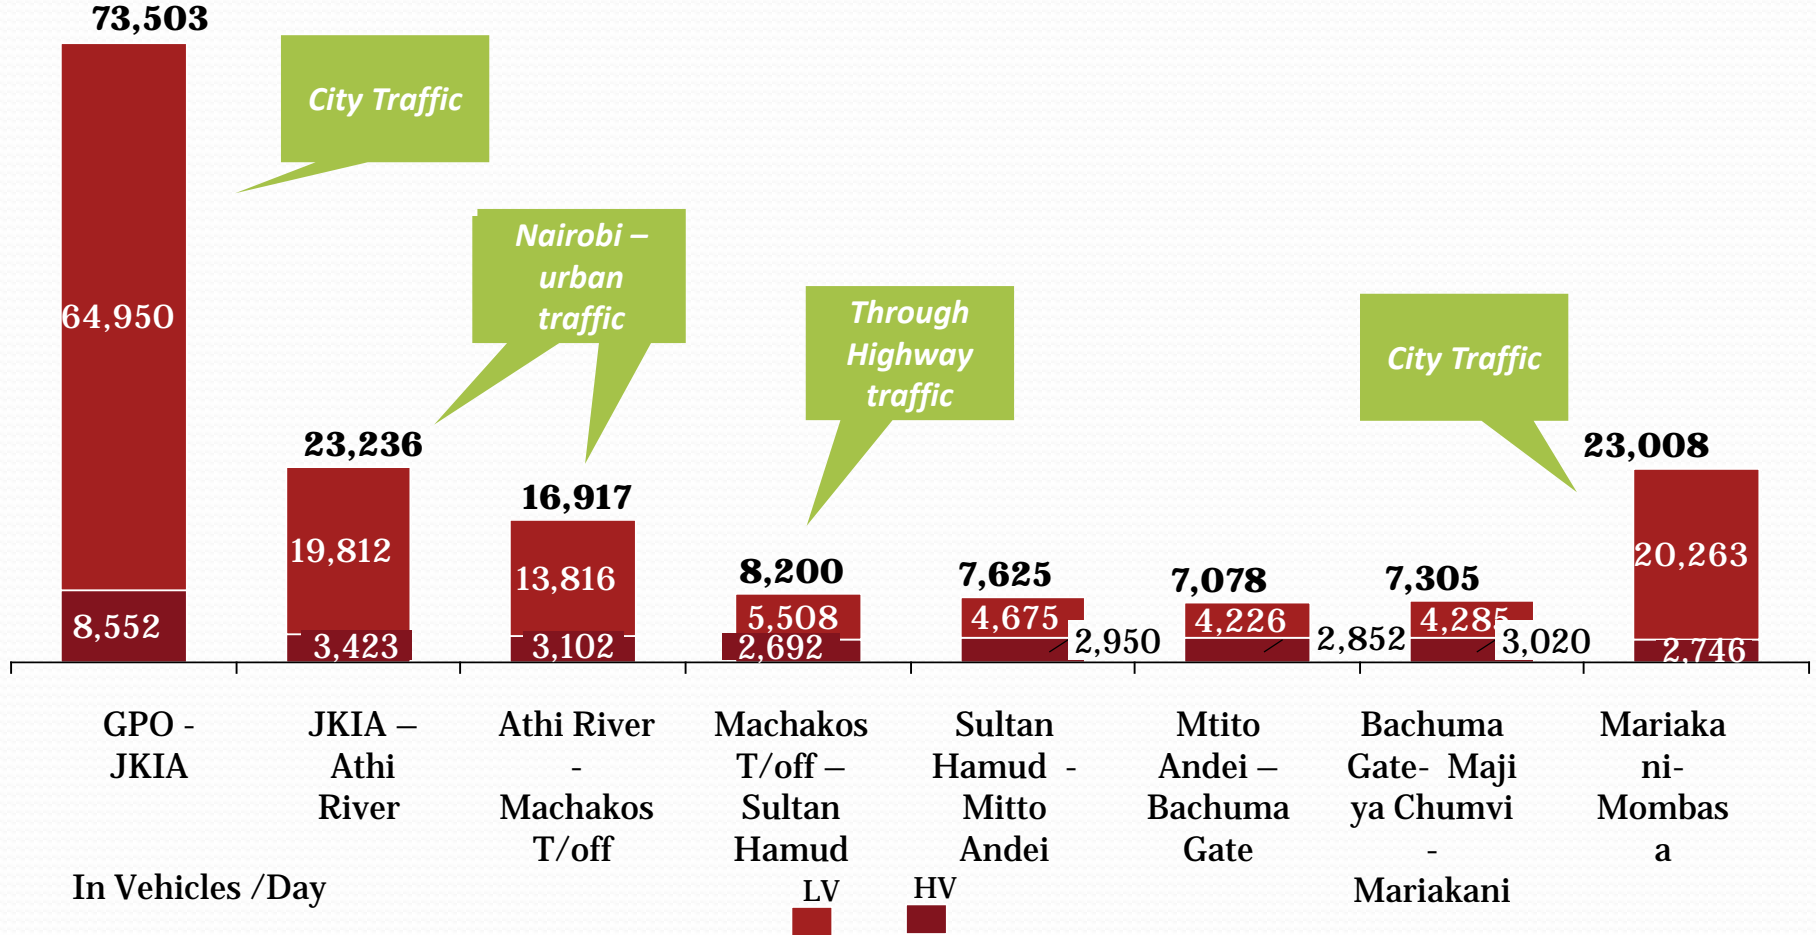 73,503
City Traffic
Nairobi –
urban
traffic
Through
Highway
traffic
City Traffic
64,950
23,236
23,008
16,917
19,812
13,816
8,200
7,625
7,078
7,305
20,263
8,552
5,508
4,675
4,226
4,285
3,423
3,102
2,692
2,950
2,852
3,020
2,746
GPO -
JKIA
JKIA –
Athi
River
Athi River
-
Machakos
T/off
Machakos
T/off –
Sultan
Hamud
Sultan
Hamud -
Mitto
Andei
Mtito
Andei –
Bachuma
Gate
Bachuma
Gate- Maji
ya Chumvi
-
Mariakani
Mariaka
ni-
Mombas
a
In Vehicles /Day
LV
HV